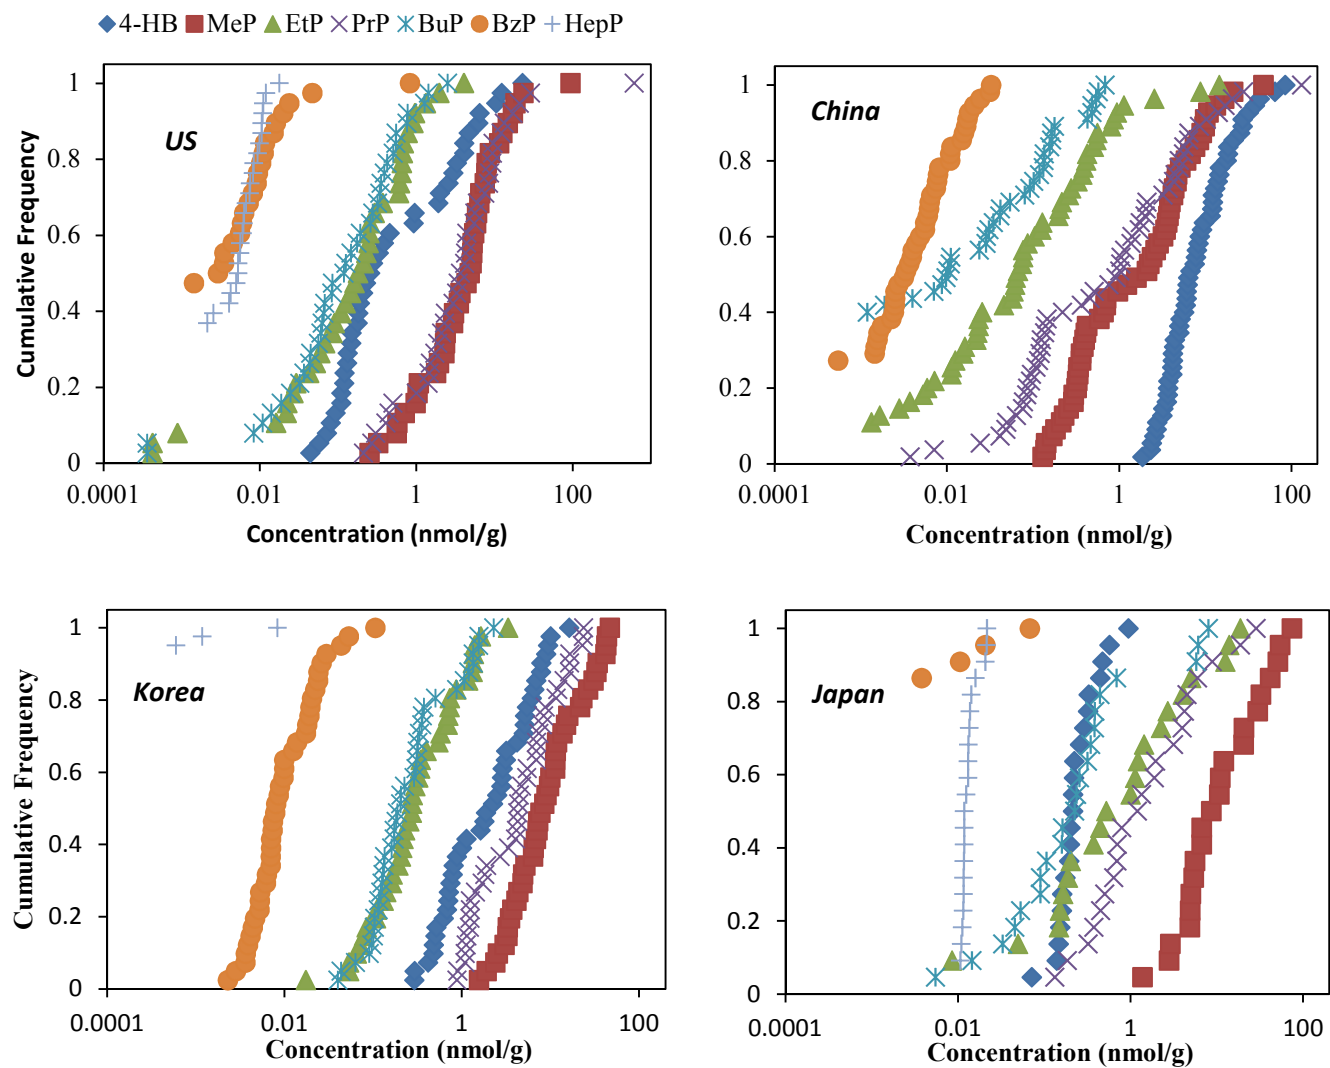 4-HB MeP EtP PrP BuP BzP HepP
US
Cumulative Frequency
1
0.8
0.6
0.4
0.2
0
0.0001 0.01 1 100
Concentration (nmol/g)
China
1
0.8
0.6
0.4
0.2
0
0.0001 0.01 1 100
Concentration (nmol/g)
Korea
Cumulative Frequency
1
0.8
0.6
0.4
0.2
0
0.0001 0.01 1 100
Concentration (nmol/g)
Japan
1
0.8
0.6
0.4
0.2
0
0.0001 0.01 1 100
Concentration (nmol/g)